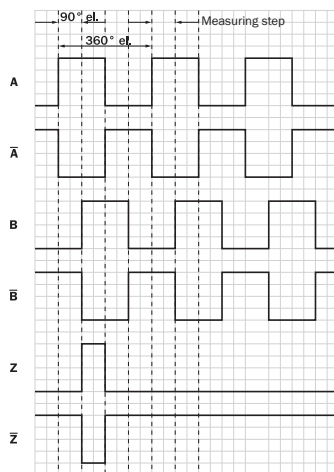 90° el.
Measuring step
360° el.
A
A̅
B
B̅
Z
Z̅